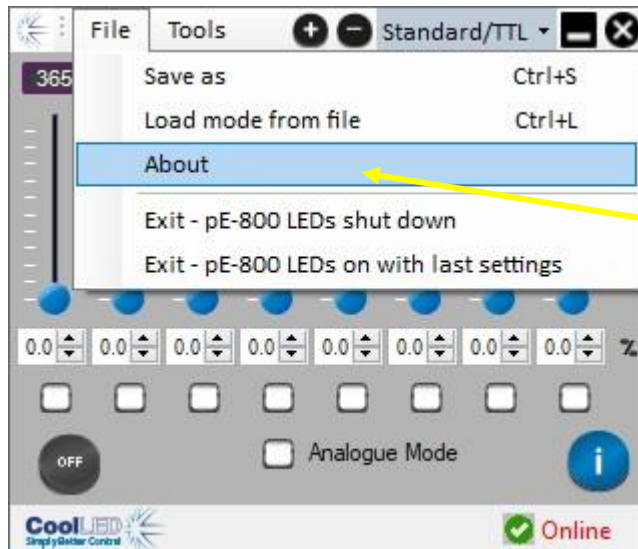 File Tools + - Standard/TTL
365
Save as Ctrl+S
Load mode from file Ctrl+L
About
Exit - pE-800 LEDs shut down
Exit - pE-800 LEDs on with last settings
0.0 0.0 0.0 0.0 0.0 0.0 0.0 0.0 %
OFF
Analogue Mode
i
CoolLED
Simply Better Control
Online